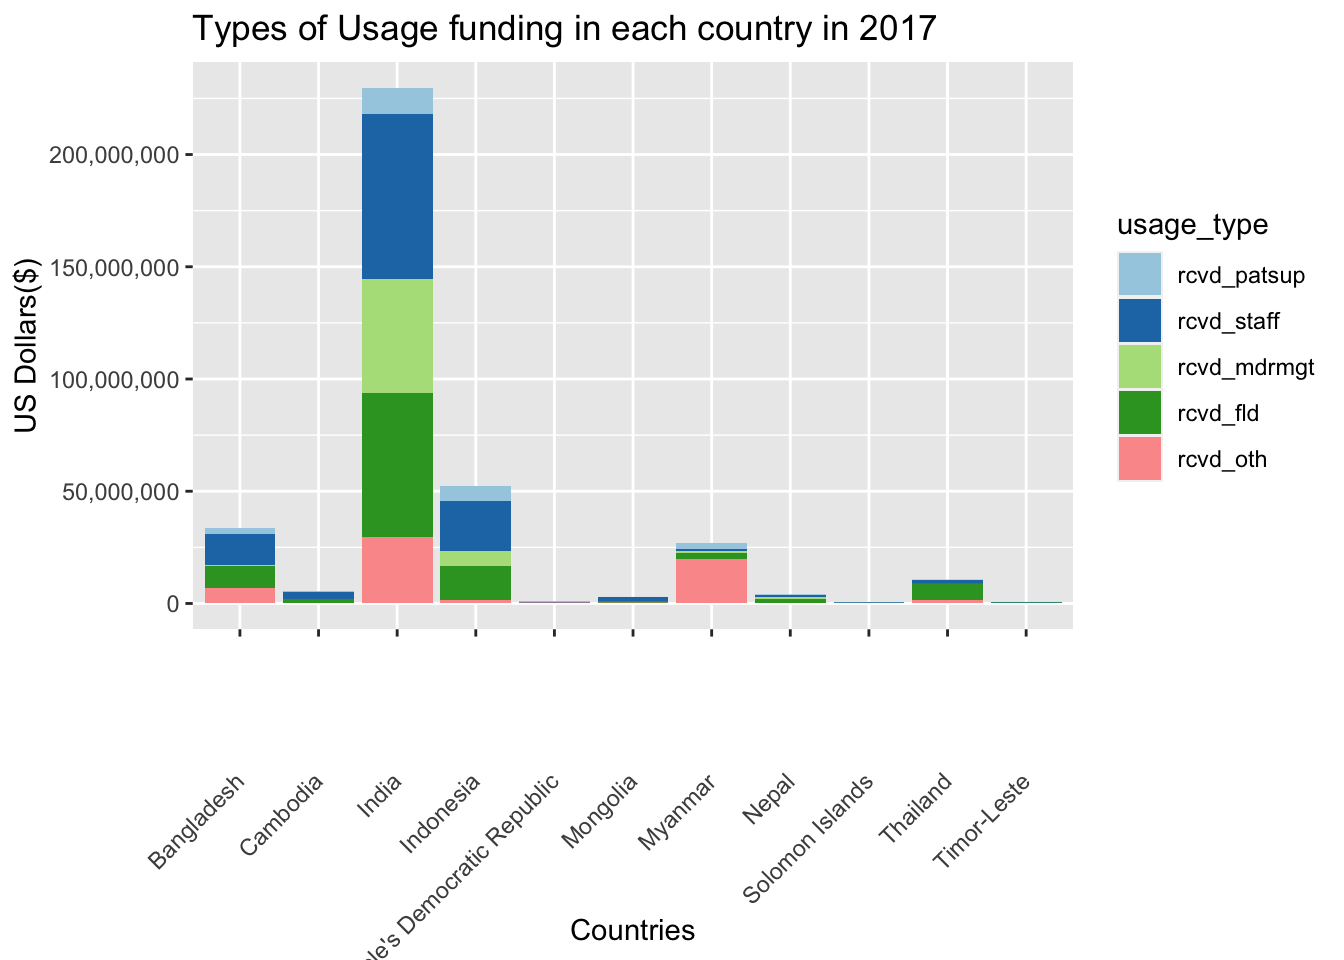 Types of Usage funding in each country in 2017
US Dollars($)
200,000,000
150,000,000
100,000,000
50,000,000
0
Bangladesh
Cambodia
India
Indonesia
Democratic Republic
Mongolia
Myanmar
Nepal
Solomon Islands
Thailand
Timor-Leste
Countries
usage_type
rcvd_patsup
rcvd_staff
rcvd_mdrmgt
rcvd_fld
rcvd_oth